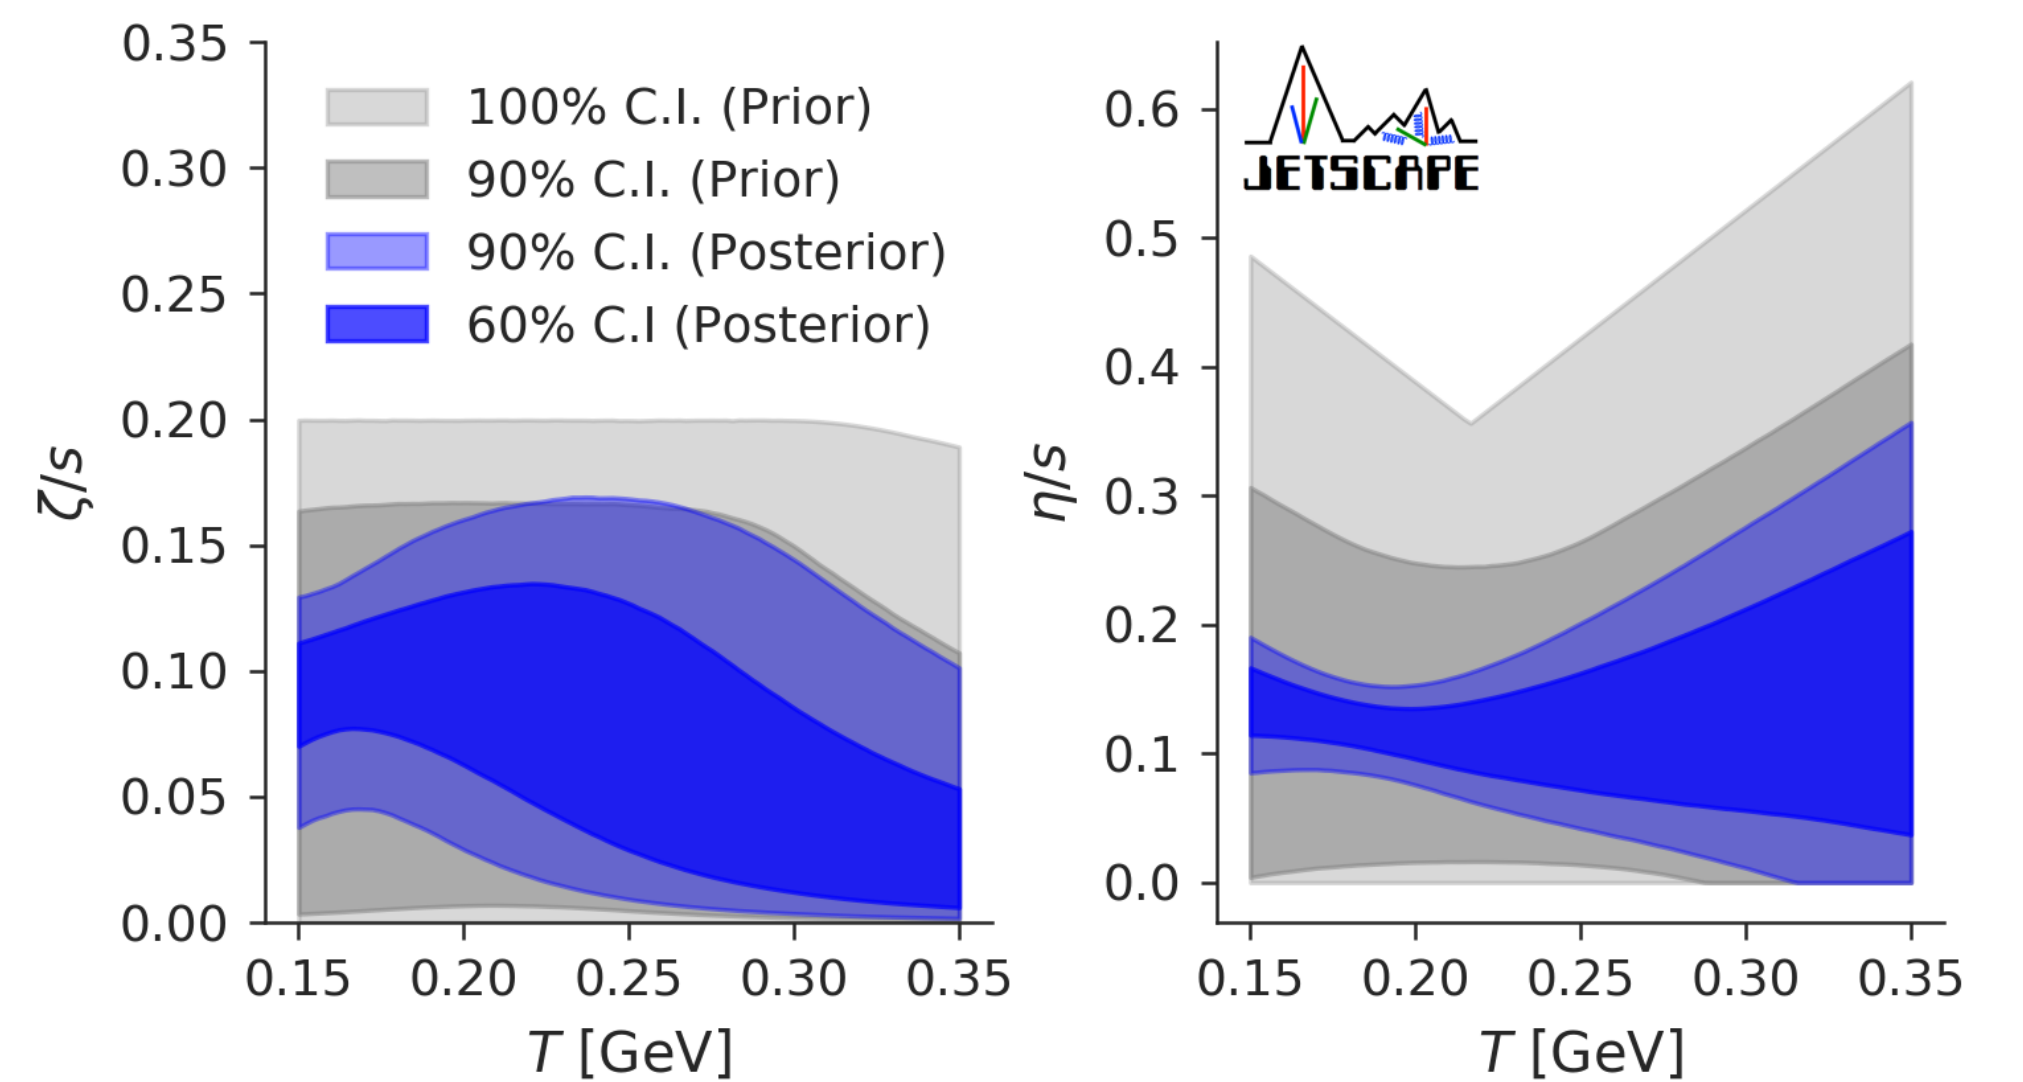 0.35
0.30
0.25
0.20
0.15
0.10
0.05
0.00
ζ/s
100% C.I. (Prior)
90% C.I. (Prior)
90% C.I. (Posterior)
60% C.I (Posterior)
0.15 0.20 0.25 0.30 0.35
T [GeV]
0.6
0.5
0.4
0.3
0.2
0.1
0.0
η/s
JETSCAPE
0.15 0.20 0.25 0.30 0.35
T [GeV]